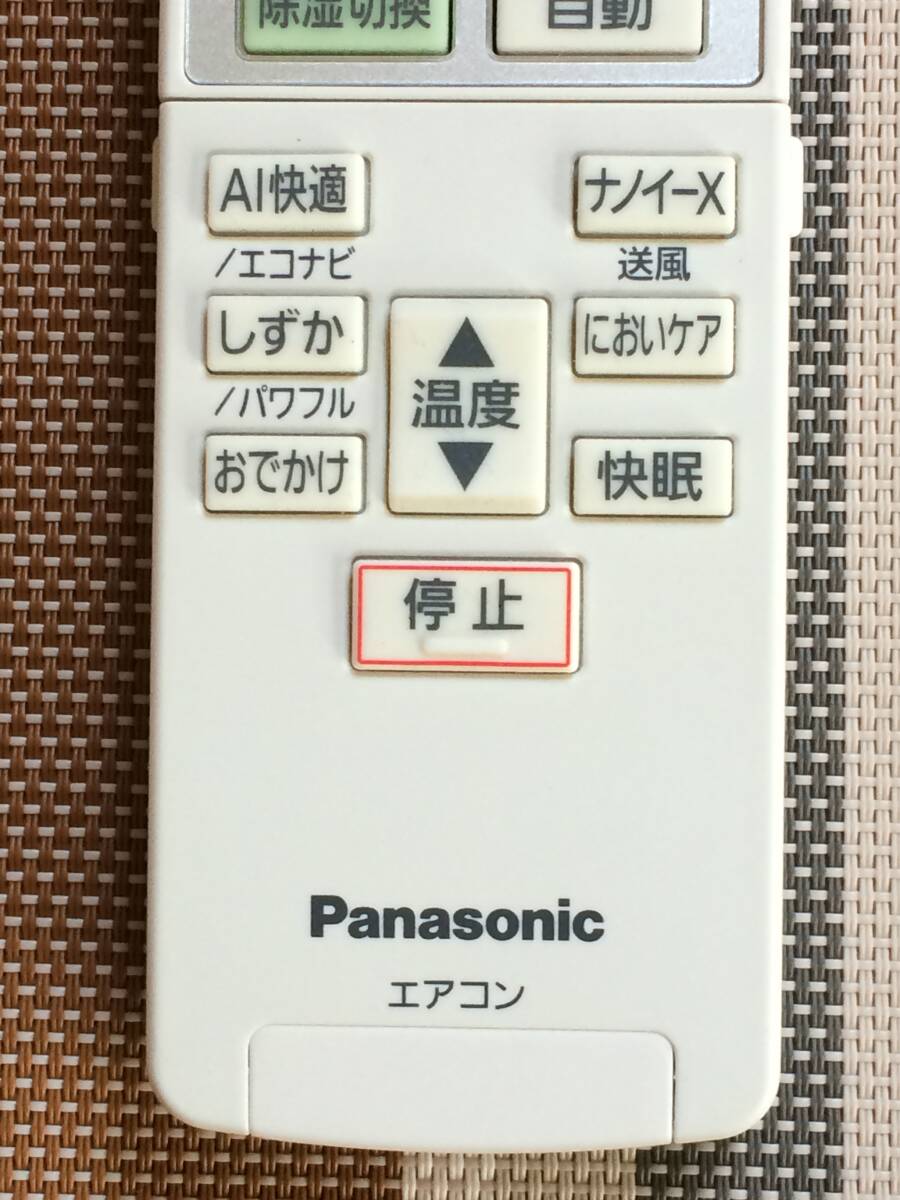 除湿切換
自動
AI快適
ナノイーX
/エコナビ
送風
しずか
▲
においケア
温度
/パワフル
▼
おでかけ
快眠
停止
Panasonic
エアコン